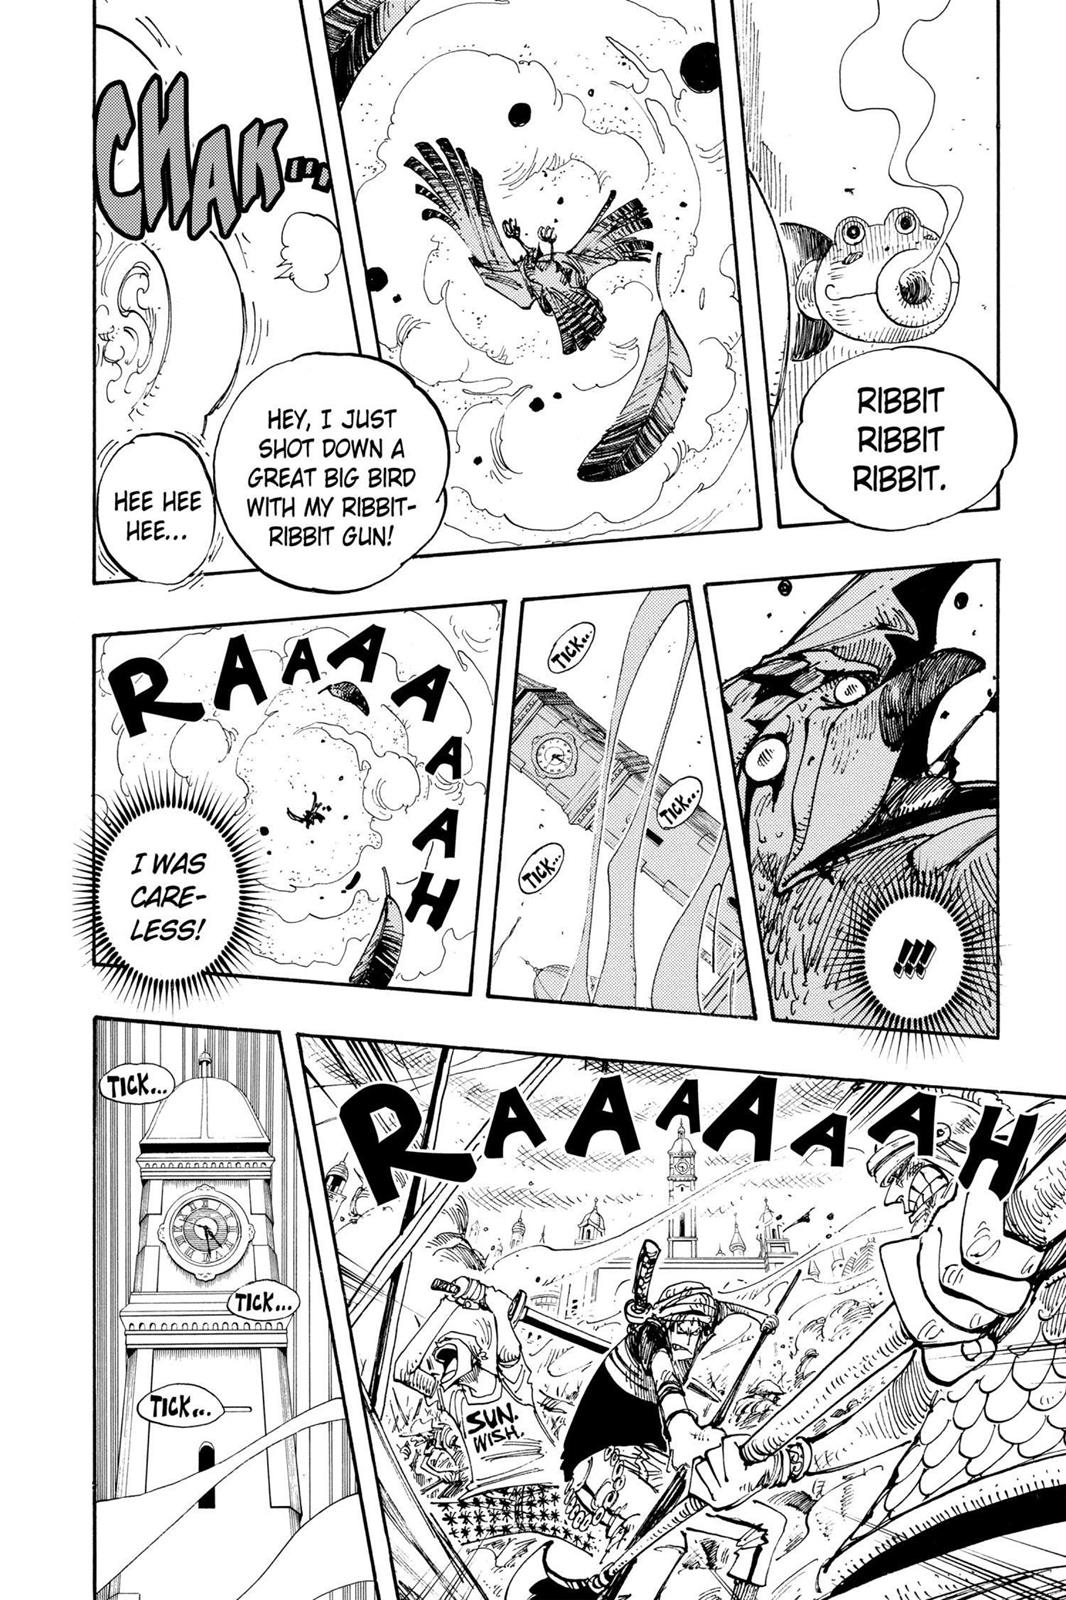 RIBBIT
RIBBIT
RIBBIT.
HEY, I JUST
SHOT DOWN A
GREAT BIG BIRD
WITH MY RIBBIT-
RIBBIT GUN!
CHAK...
HEE HEE
HEE...
!!!
TICK...
TICK...
TICK...
RAAAAAAH
I WAS
CARE-
LESS!
RAAAAAAAH
SUN.
WISH.
TICK...
TICK...
TICK...